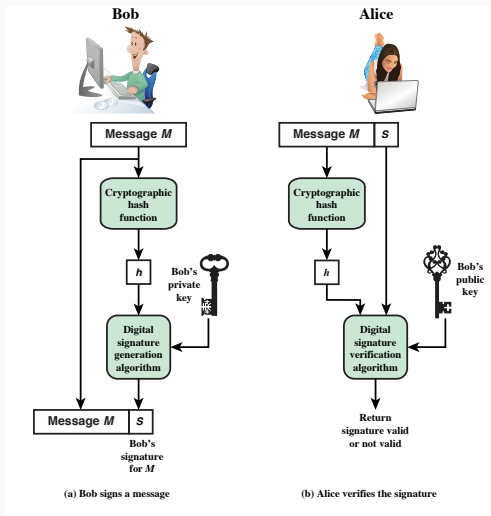 Bob
Message M
Cryptographic
hash
function
h
Bob's
private
key
Digital
signature
generation
algorithm
Message M
S
Bob's
signature
for M
(a) Bob signs a message
Alice
Message M
S
Cryptographic
hash
function
h
Bob's
public
key
Digital
signature
verification
algorithm
Return
signature valid
or not valid
(b) Alice verifies the signature